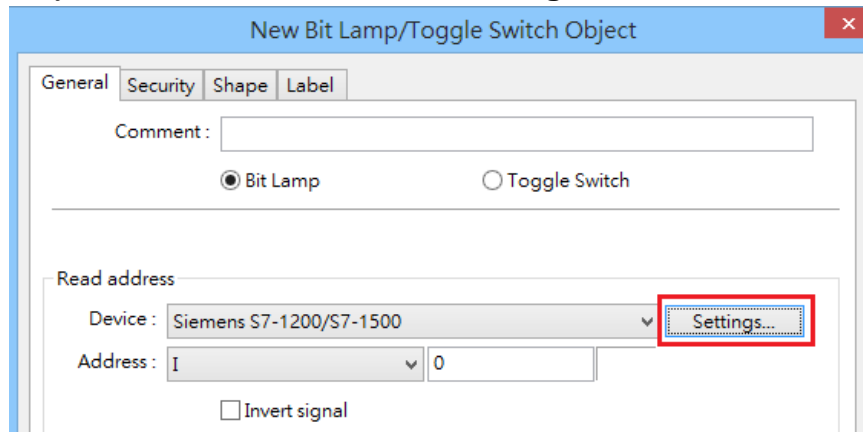 New Bit Lamp/Toggle Switch Object
General Security Shape Label
Comment :
Bit Lamp Toggle Switch
Read address
Device : Siemens S7-1200/S7-1500 Settings...
Address : I 0
Invert signal